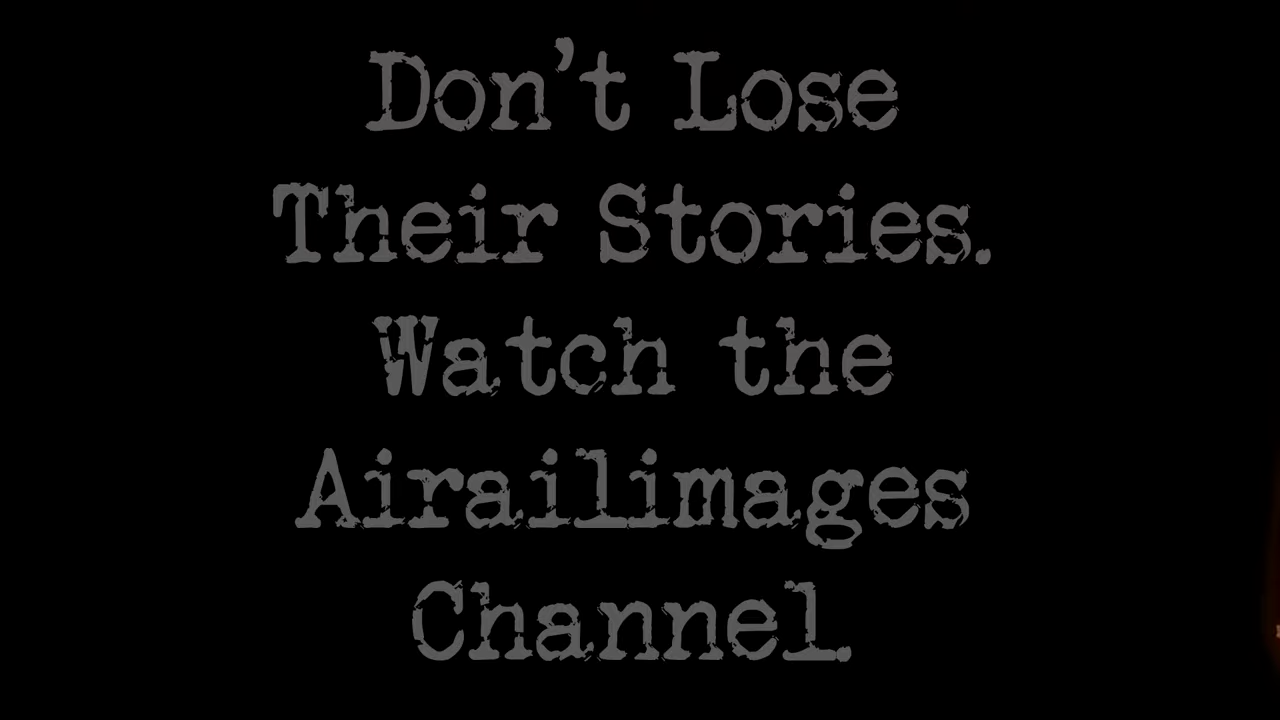 Don't Lose
Their Stories.
Watch the
Airailimages
Channel.